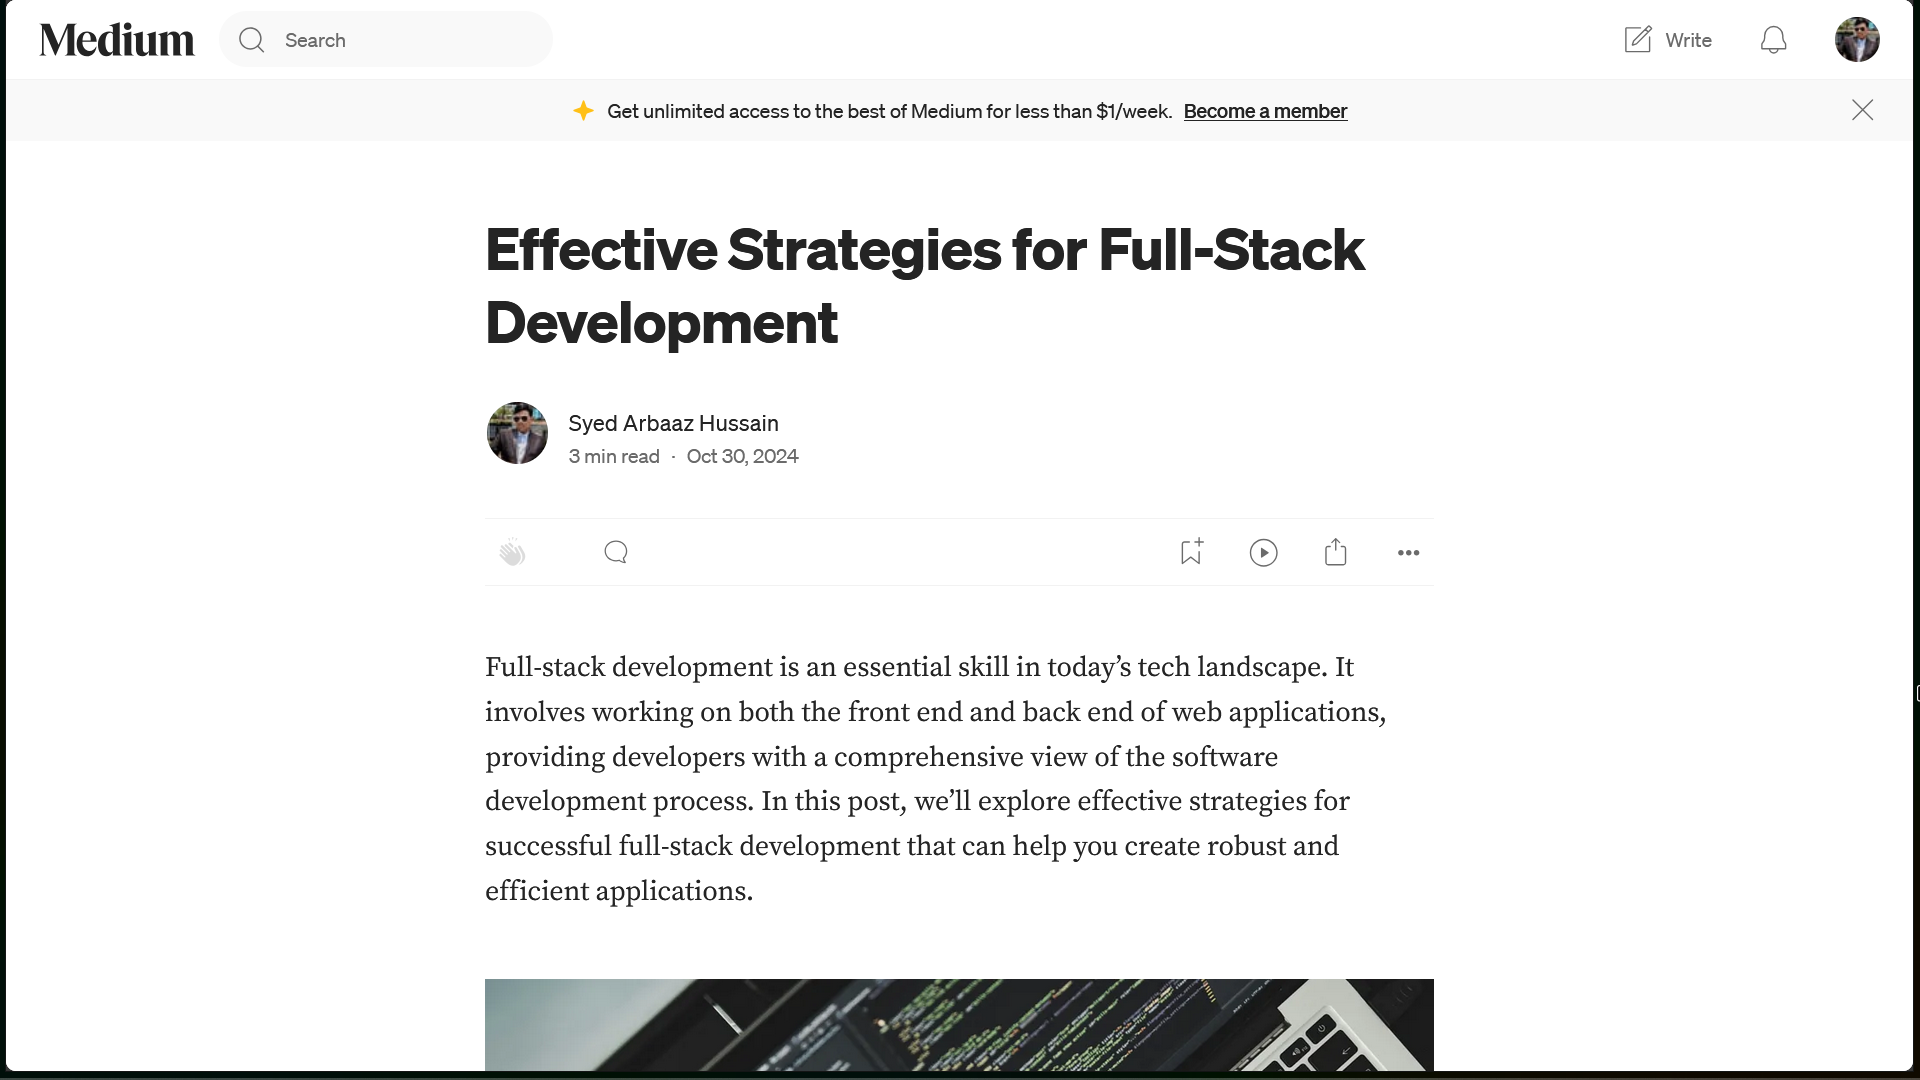 Medium
Search
Write
Get unlimited access to the best of Medium for less than $1/week. Become a member
Effective Strategies for Full-Stack
Development
Syed Arbaaz Hussain
3 min read · Oct 30, 2024
Full-stack development is an essential skill in today’s tech landscape. It
involves working on both the front end and back end of web applications,
providing developers with a comprehensive view of the software
development process. In this post, we’ll explore effective strategies for
successful full-stack development that can help you create robust and
efficient applications.